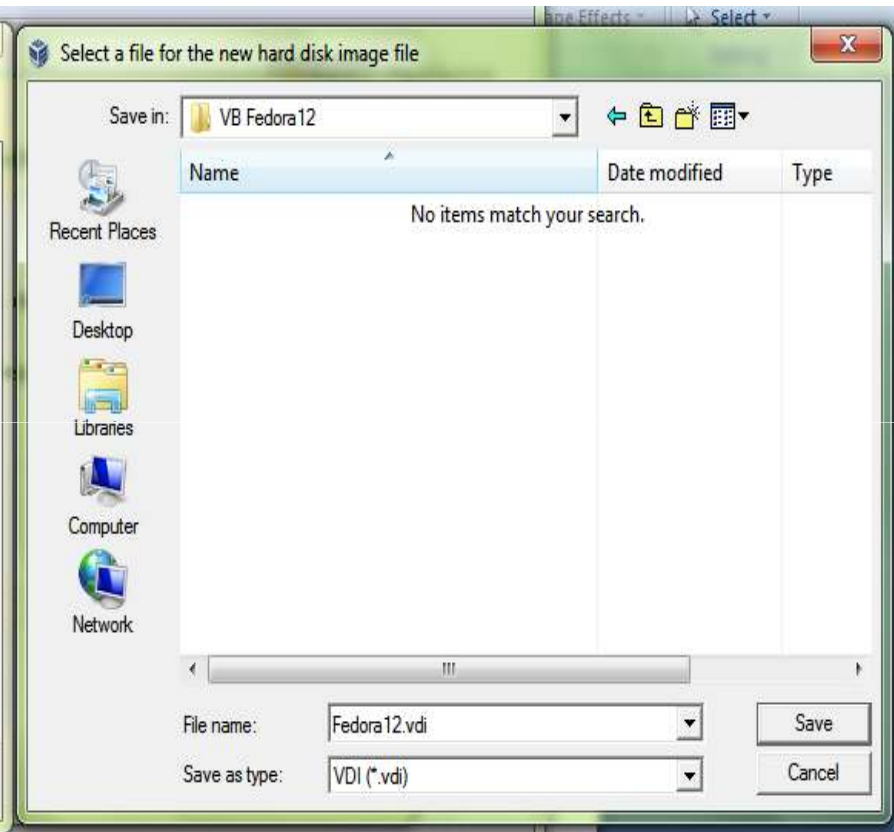 Select
Select a file for the new hard disk image file
X
Save in: VB Fedora12
Name Date modified Type
No items match your search.
Recent Places
Desktop
Libraries
Computer
Network
File name: Fedora12.vdi Save
Save as type: VDI (*.vdi) Cancel